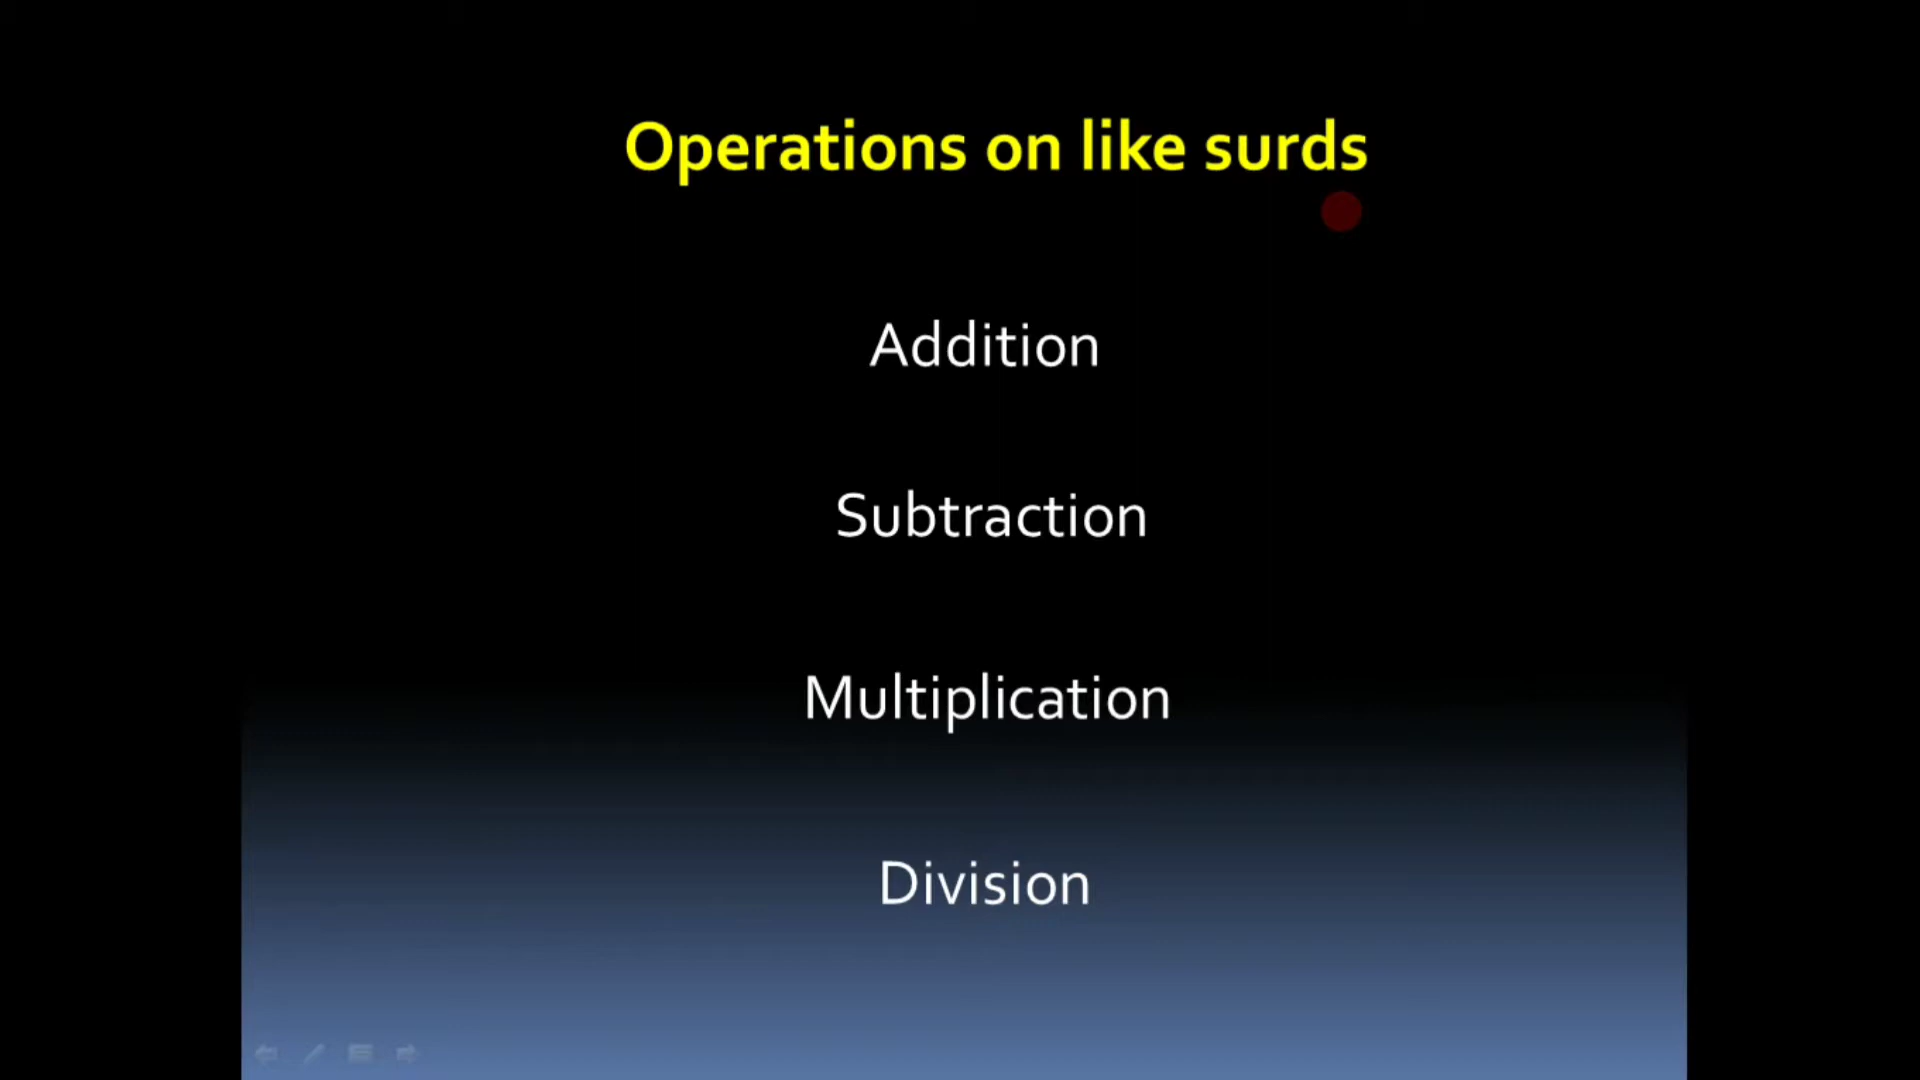 Operations on like surds
Addition
Subtraction
Multiplication
Division